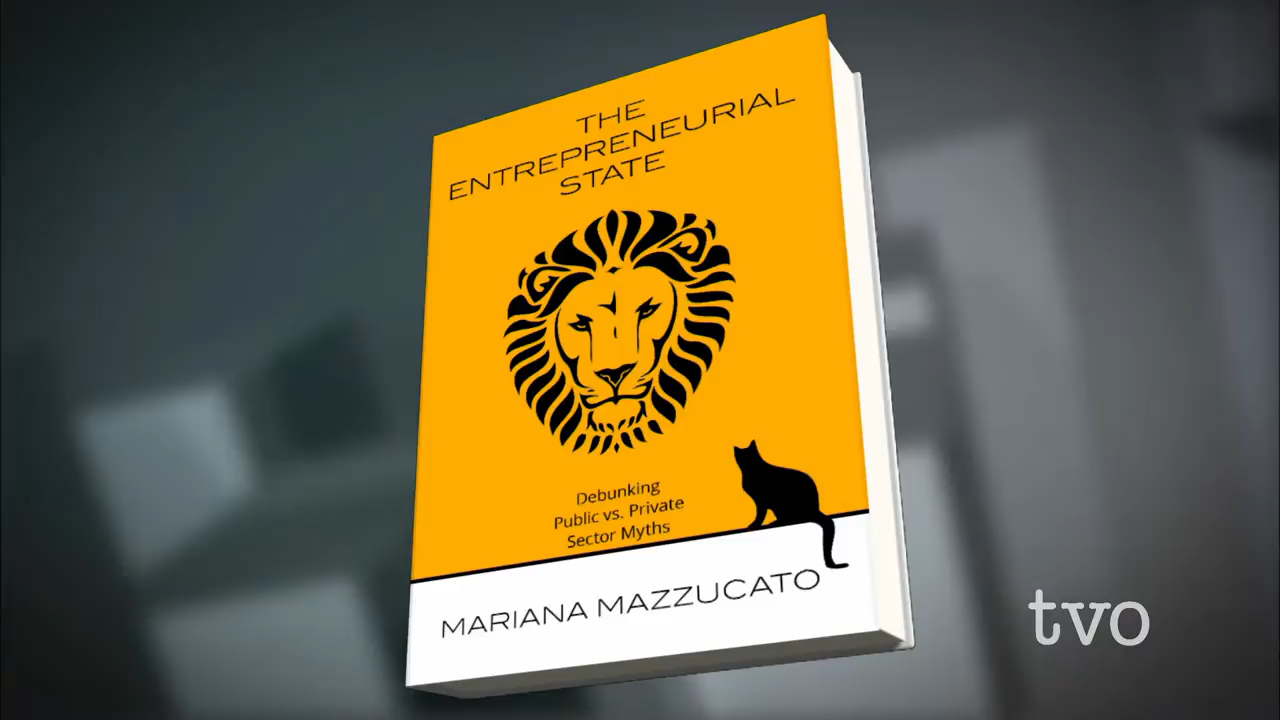 THE
ENTREPRENEURIAL
STATE
Debunking
Public vs. Private
Sector Myths
MARIANA MAZZUCATO
tvo